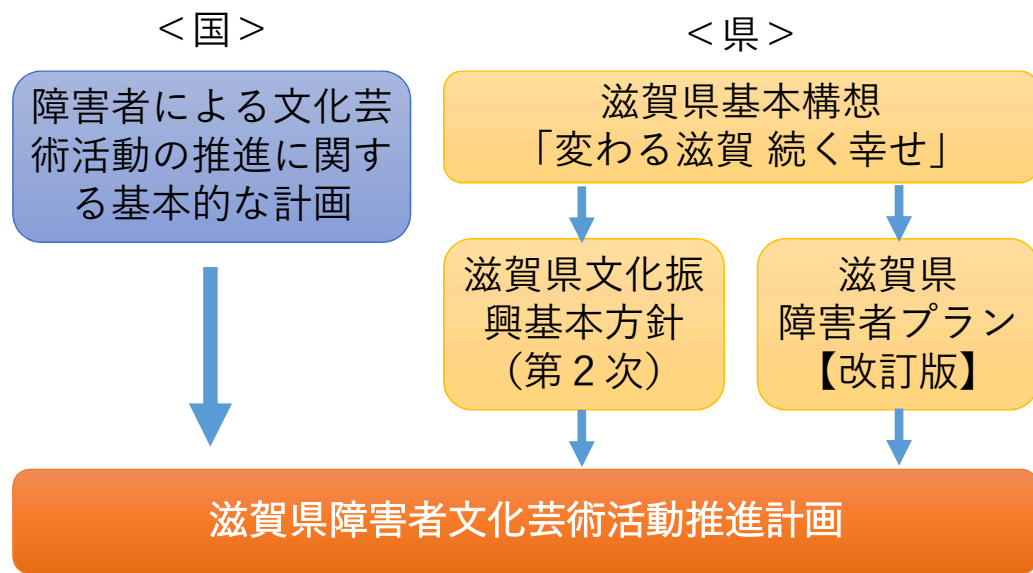 ＜国＞
障害者による文化芸
術活動の推進に関す
る基本的な計画
＜県＞
滋賀県基本構想
「変わる滋賀 続く幸せ」
滋賀県文化振
興基本方針
（第２次）
滋賀県
障害者プラン
【改訂版】
滋賀県障害者文化芸術活動推進計画